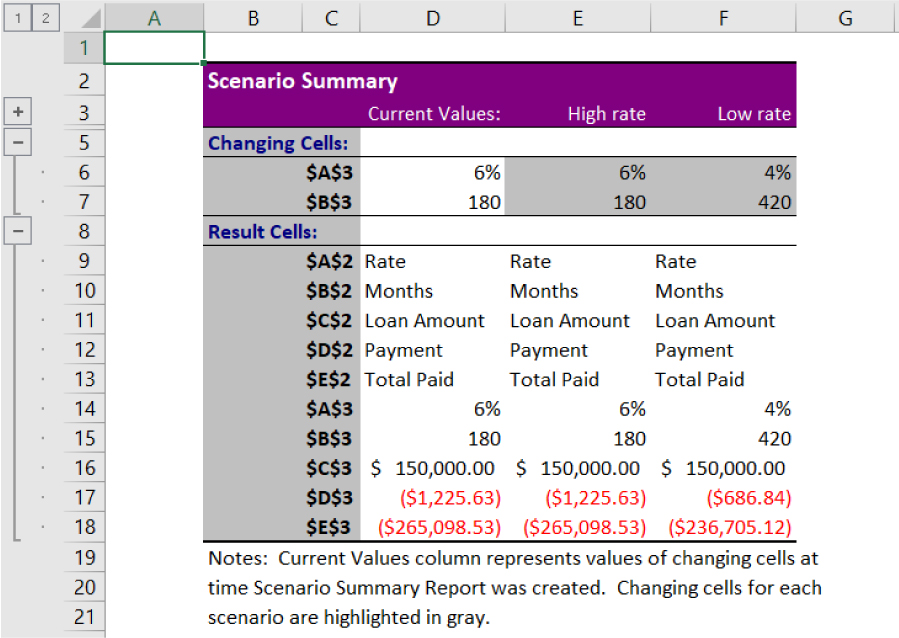 1 2 A B C D E F G
1
2 Scenario Summary
+ 3 Current Values: High rate Low rate
− 5 Changing Cells:
6 $A$3 6% 6% 4%
7 $B$3 180 180 420
− 8 Result Cells:
9 $A$2 Rate Rate Rate
10 $B$2 Months Months Months
11 $C$2 Loan Amount Loan Amount Loan Amount
12 $D$2 Payment Payment Payment
13 $E$2 Total Paid Total Paid Total Paid
14 $A$3 6% 6% 4%
15 $B$3 180 180 420
16 $C$3 $ 150,000.00 $ 150,000.00 $ 150,000.00
17 $D$3 ($1,225.63) ($1,225.63) ($686.84)
18 $E$3 ($265,098.53) ($265,098.53) ($236,705.12)
19 Notes: Current Values column represents values of changing cells at
20 time Scenario Summary Report was created. Changing cells for each
21 scenario are highlighted in gray.